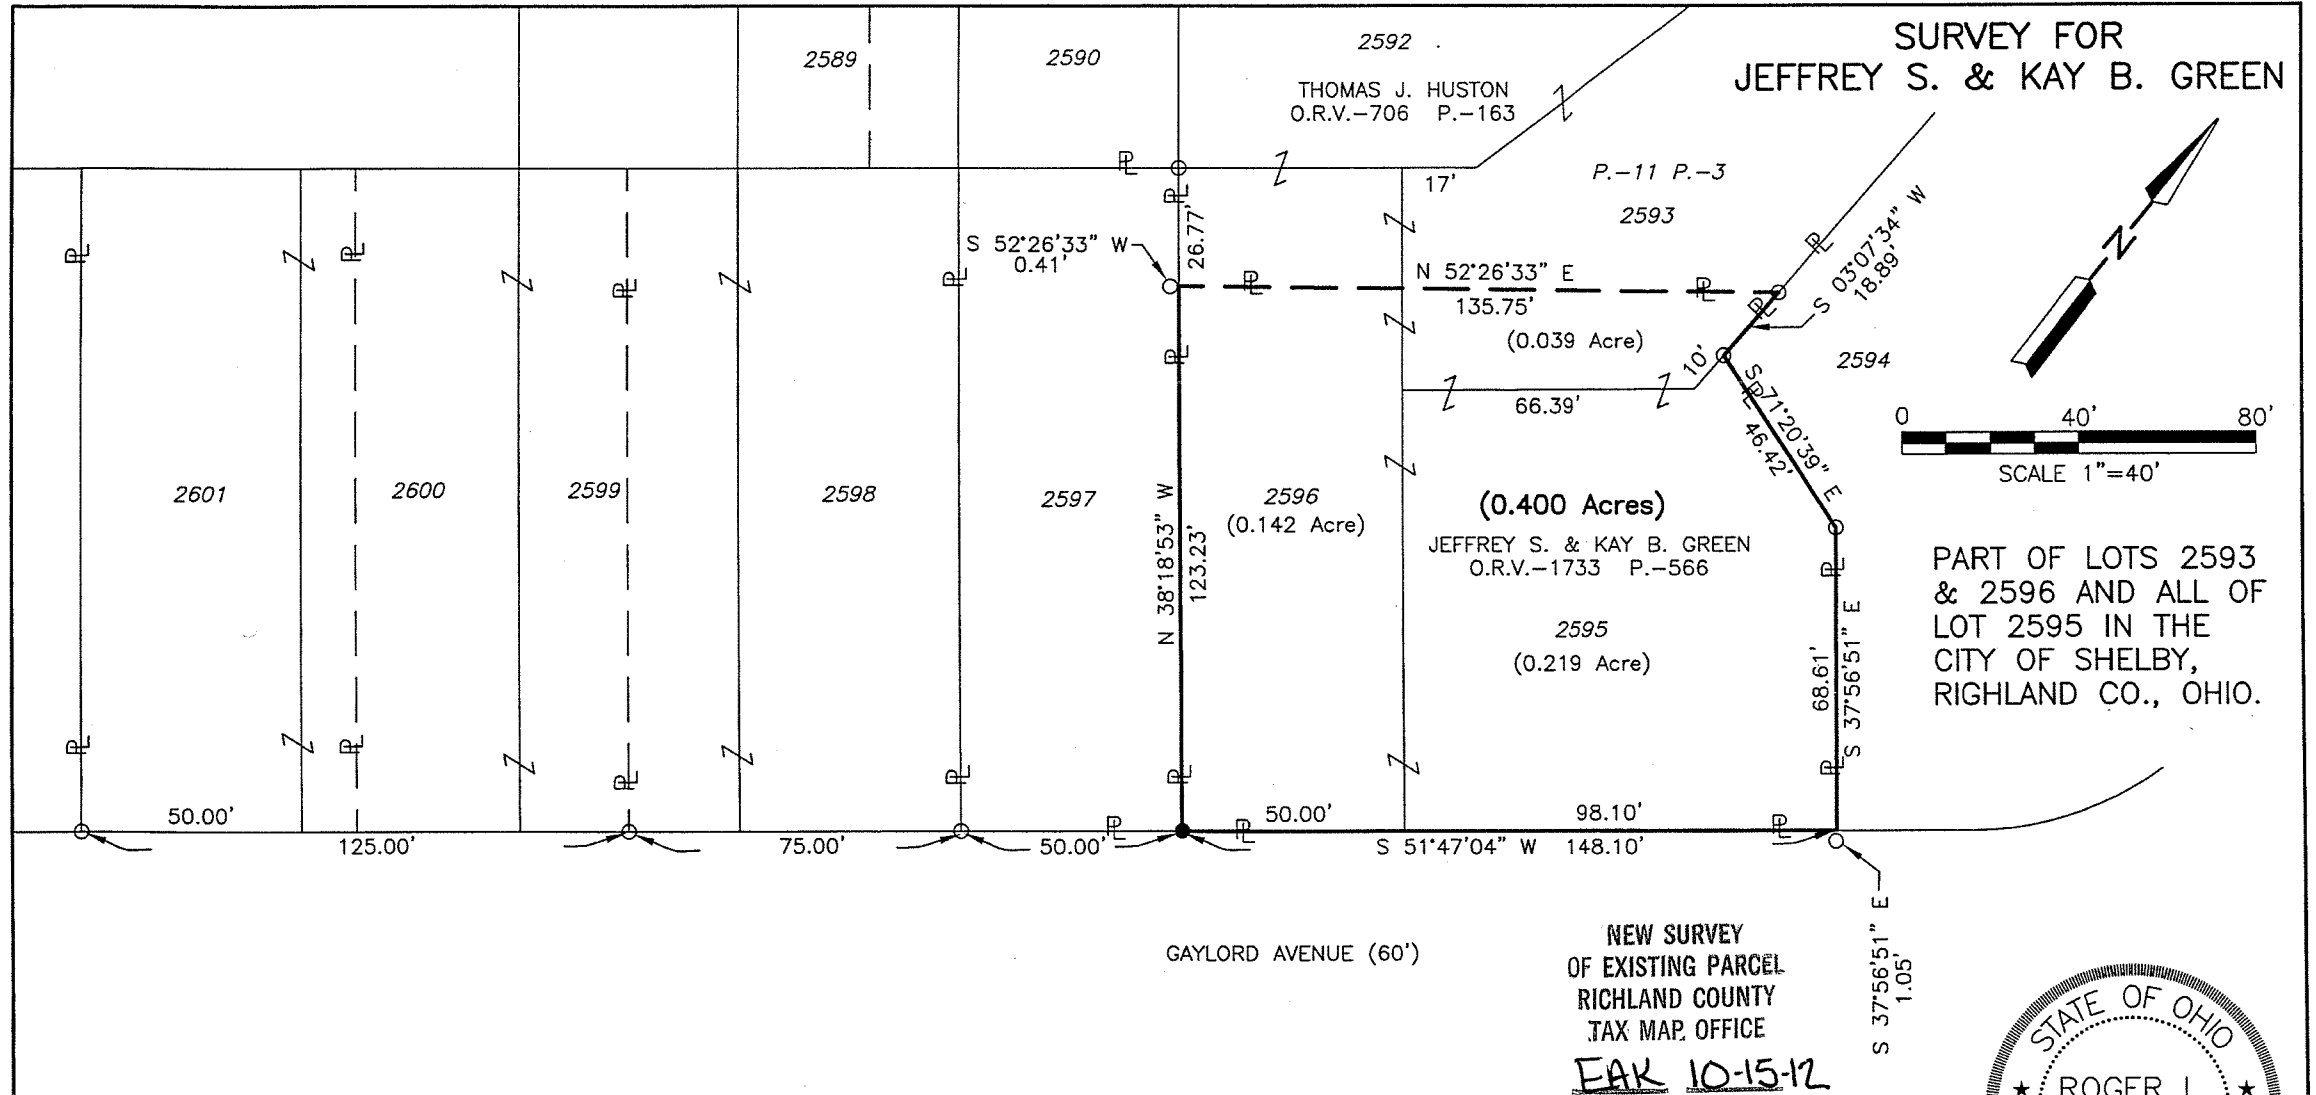 SURVEY FOR
JEFFREY S. & KAY B. GREEN
2589
2590
2592
THOMAS J. HUSTON
O.R.V.-706 P.-163
17'
P.-11 P.-3
2593
S 52°26'33" W
0.41'
26.77'
N 52°26'33" E
135.75'
(0.039 Acre)
S 03°07'34" W
18.89'
N
10'
66.39'
S 71°20'39" E
46.42'
2594
0 40' 80'
SCALE 1"=40'
2601
2600
2599
2598
2597
N 38°18'53" W
123.23'
2596
(0.142 Acre)
(0.400 Acres)
JEFFREY S. & KAY B. GREEN
O.R.V.-1733 P.-566
2595
(0.219 Acre)
68.61'
S 37°56'51" E
PART OF LOTS 2593
& 2596 AND ALL OF
LOT 2595 IN THE
CITY OF SHELBY,
RIGHLAND CO., OHIO.
50.00'
125.00'
75.00'
50.00'
50.00'
98.10'
S 51°47'04" W 148.10'
S 37°56'51" E
1.05'
GAYLORD AVENUE (60')
NEW SURVEY
OF EXISTING PARCEL
RICHLAND COUNTY
TAX MAP OFFICE
EAK 10-15-12
STATE OF OHIO
ROGER L